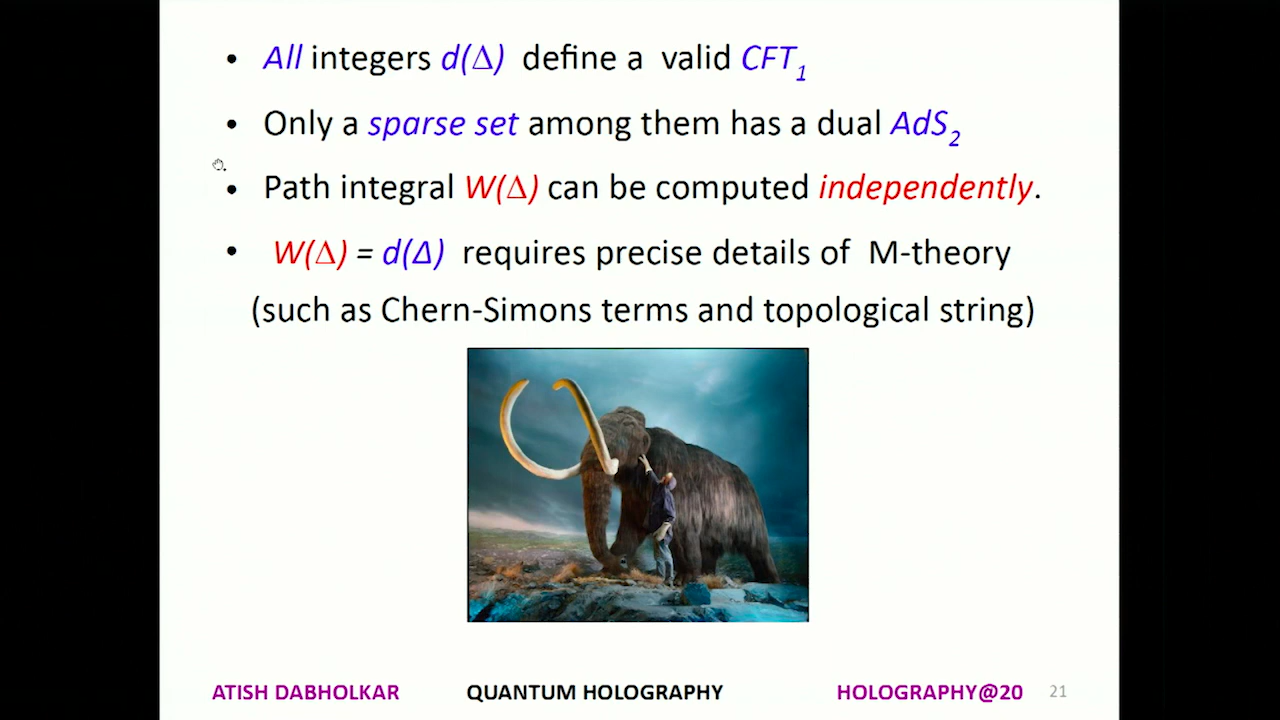 • All integers d(Δ) define a valid CFT₁
• Only a sparse set among them has a dual AdS₂
• Path integral W(Δ) can be computed independently.
• W(Δ) = d(Δ) requires precise details of M-theory
(such as Chern-Simons terms and topological string)
ATISH DABHOLKAR QUANTUM HOLOGRAPHY HOLOGRAPHY@20 21